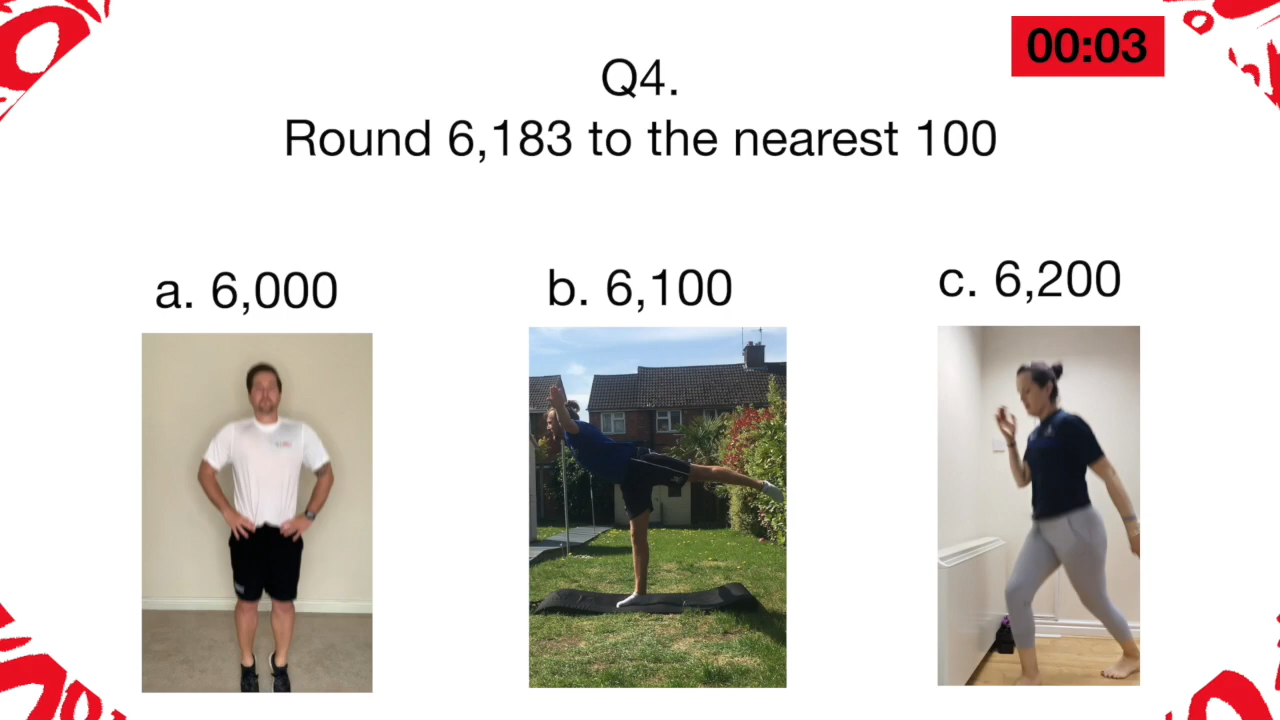 00:03
Q4.
Round 6,183 to the nearest 100
a. 6,000
b. 6,100
c. 6,200